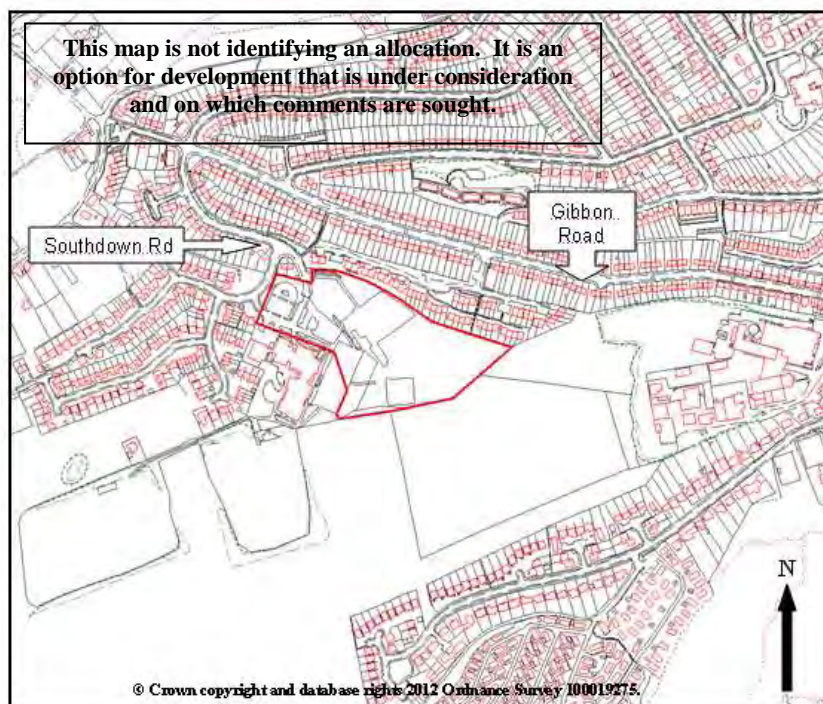 This map is not identifying an allocation. It is an
option for development that is under consideration
and on which comments are sought.
Gibbon
Road
Southdown Rd
N
© Crown copyright and database rights 2012 Ordnance Survey 100019275.